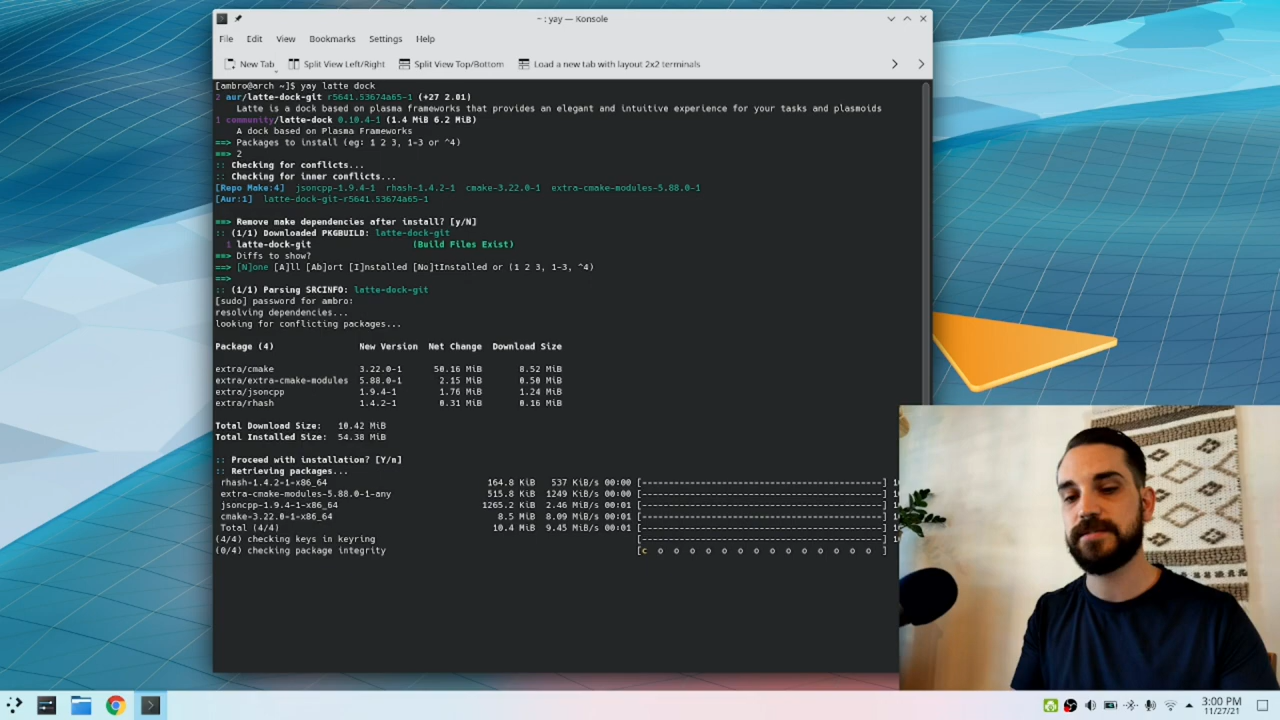 ~ : yay — Konsole
File Edit View Bookmarks Settings Help
New Tab Split View Left/Right Split View Top/Bottom Load a new tab with layout 2x2 terminals
[ambro@arch ~]$ yay latte dock
2 aur/latte-dock-git r5641.53674a65-1 (+27 2.01)
Latte is a dock based on plasma frameworks that provides an elegant and intuitive experience for your tasks and plasmoids
1 community/latte-dock 0.10.4-1 (1.4 MiB 6.2 MiB)
A dock based on Plasma Frameworks
==> Packages to install (eg: 1 2 3, 1-3 or ^4)
==> 2
:: Checking for conflicts...
:: Checking for inner conflicts...
[Repo Make:4] jsoncpp-1.9.4-1 rhash-1.4.2-1 cmake-3.22.0-1 extra-cmake-modules-5.88.0-1
[Aur:1] latte-dock-git-r5641.53674a65-1
==> Remove make dependencies after install? [y/N]
:: (1/1) Downloaded PKGBUILD: latte-dock-git
1 latte-dock-git (Build Files Exist)
==> Diffs to show?
==> [N]one [A]ll [Ab]ort [I]nstalled [No]tInstalled or (1 2 3, 1-3, ^4)
==>
:: (1/1) Parsing SRCINFO: latte-dock-git
[sudo] password for ambro:
resolving dependencies...
looking for conflicting packages...
Package (4) New Version Net Change Download Size
extra/cmake 3.22.0-1 50.16 MiB 8.52 MiB
extra/extra-cmake-modules 5.88.0-1 2.15 MiB 0.50 MiB
extra/jsoncpp 1.9.4-1 1.76 MiB 1.24 MiB
extra/rhash 1.4.2-1 0.31 MiB 0.16 MiB
Total Download Size: 10.42 MiB
Total Installed Size: 54.38 MiB
:: Proceed with installation? [Y/n]
:: Retrieving packages...
rhash-1.4.2-1-x86_64 164.8 KiB 537 KiB/s 00:00 [----------------------------------------------] 1
extra-cmake-modules-5.88.0-1-any 515.8 KiB 1249 KiB/s 00:00 [----------------------------------------------] 1
jsoncpp-1.9.4-1-x86_64 1265.2 KiB 2.46 MiB/s 00:01 [----------------------------------------------] 1
cmake-3.22.0-1-x86_64 8.5 MiB 8.09 MiB/s 00:01 [----------------------------------------------] 1
Total (4/4) 10.4 MiB 9.45 MiB/s 00:01 [----------------------------------------------] 1
(4/4) checking keys in keyring [----------------------------------------------] 1
(0/4) checking package integrity [c o o o o o o o o o o o o o o ]
3:00 PM
11/27/21